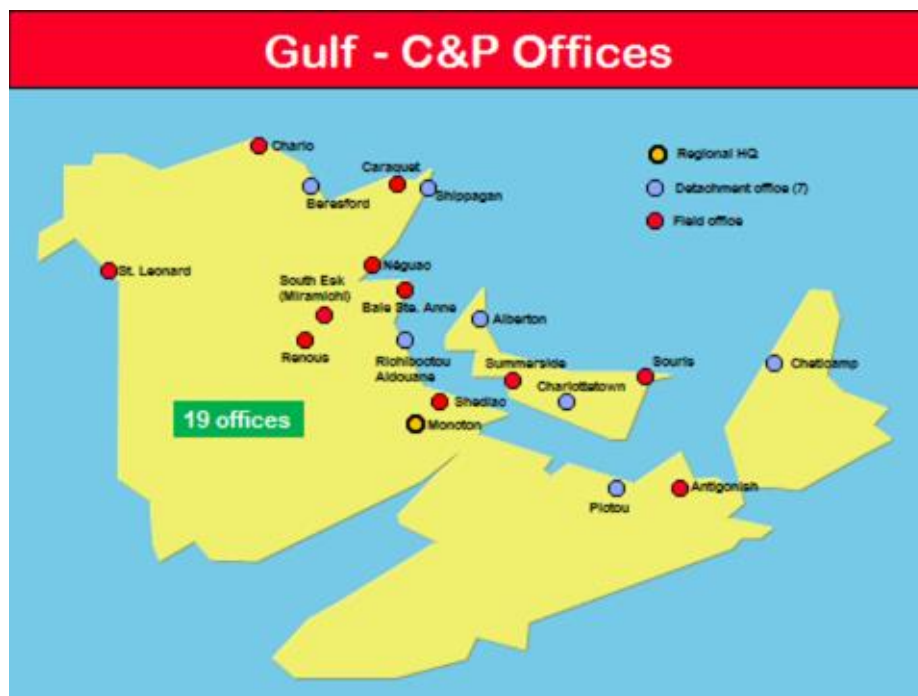 Gulf - C&P Offices
Charlo
Caraquet
Regional HQ
Beresford
Shippagan
Detachment office (7)
Field office
St. Leonard
Néguac
South Esk
(Miramichi)
Baie Ste. Anne
Alberton
Renous
Richibouctou
Aldouane
Summerside
Souris
Cheticamp
Charlottetown
19 offices
Shediac
Moncton
Antigonish
Pictou